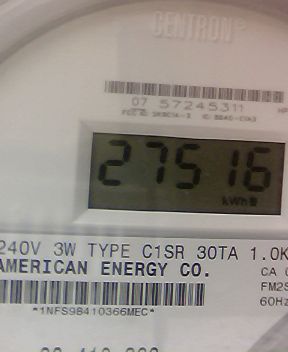 CENTRON®
07 57245311
27516
kWh
240V 3W TYPE C1SR 30TA 1.0K
AMERICAN ENERGY CO.
CA
FM2S
60Hz
*1NFS98410366MEC*